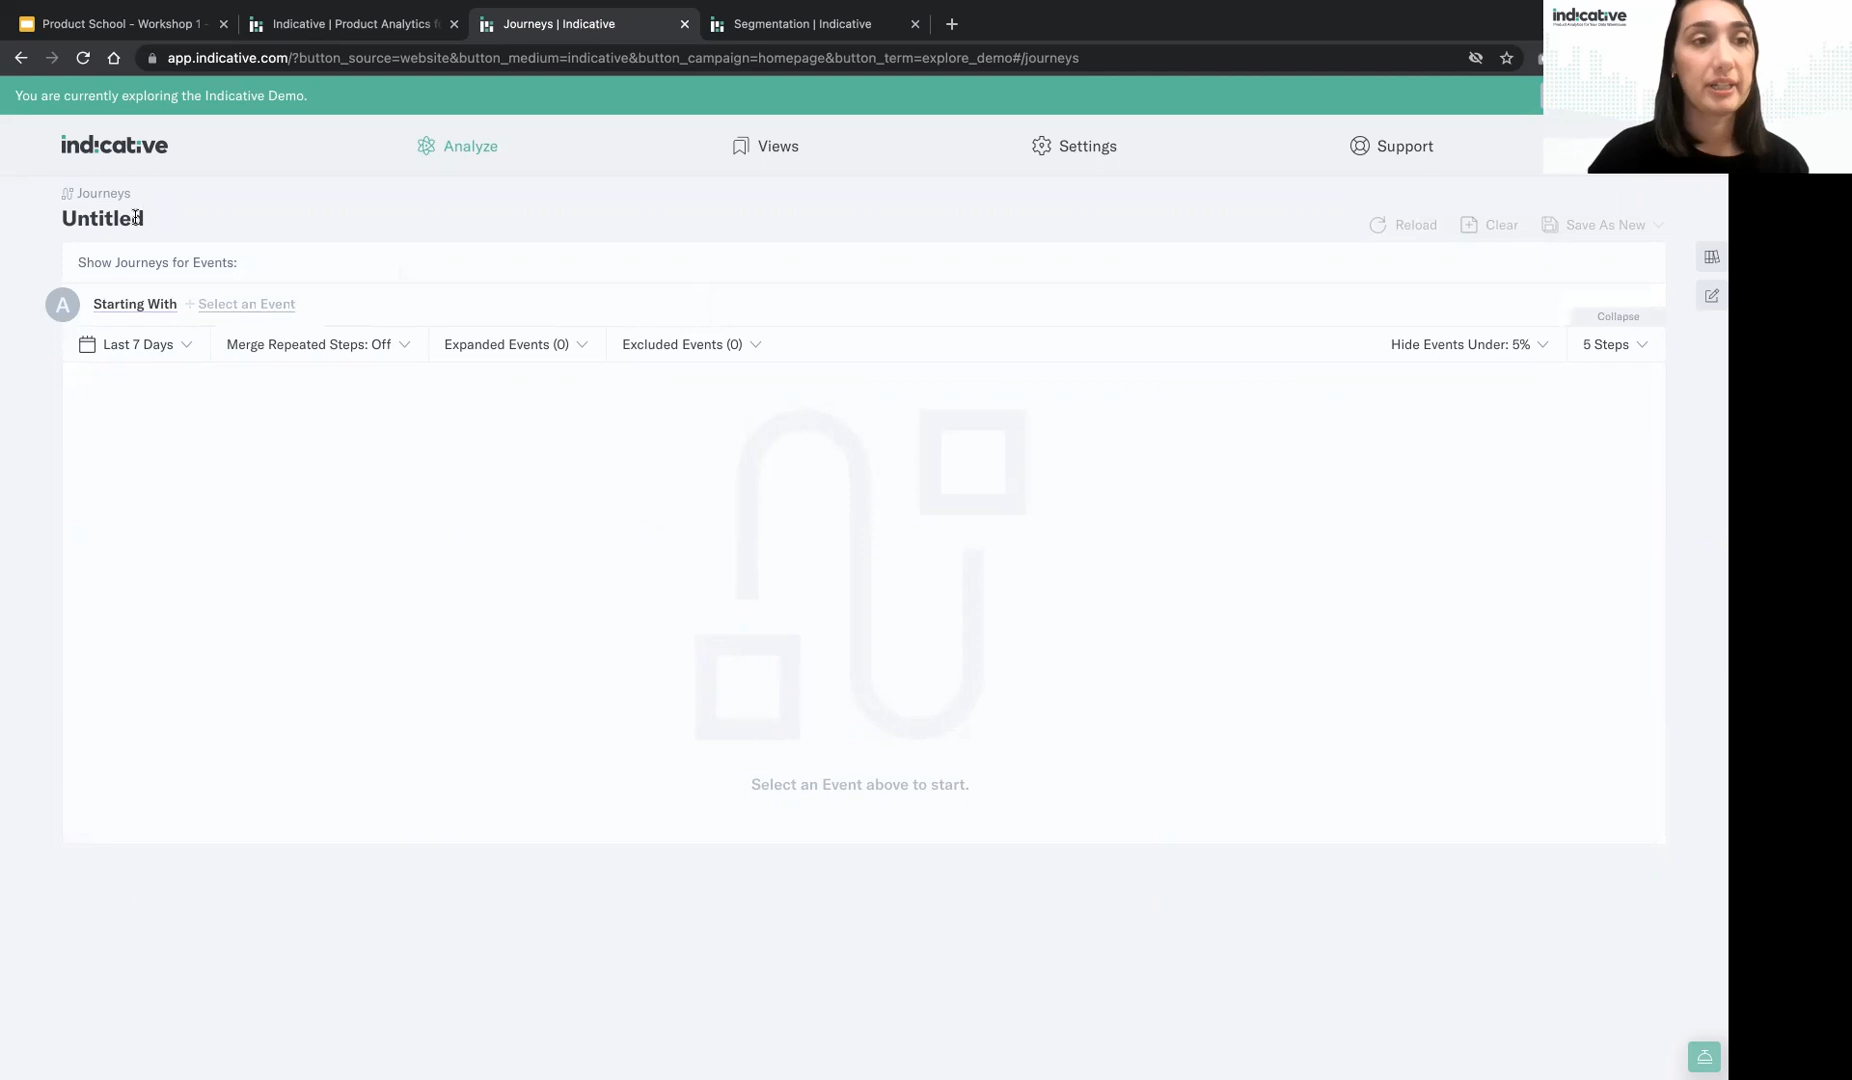 Product School - Workshop 1 -
Indicative | Product Analytics f
Journeys | Indicative
Segmentation | Indicative
app.indicative.com/?button_source=website&button_medium=indicative&button_campaign=homepage&button_term=explore_demo#/journeys
indicative
You are currently exploring the Indicative Demo.
indicative
Analyze
Views
Settings
Support
Journeys
Untitled
Reload
Clear
Save As New
Show Journeys for Events:
A
Starting With
+ Select an Event
Collapse
Last 7 Days
Merge Repeated Steps: Off
Expanded Events (0)
Excluded Events (0)
Hide Events Under: 5%
5 Steps
Select an Event above to start.